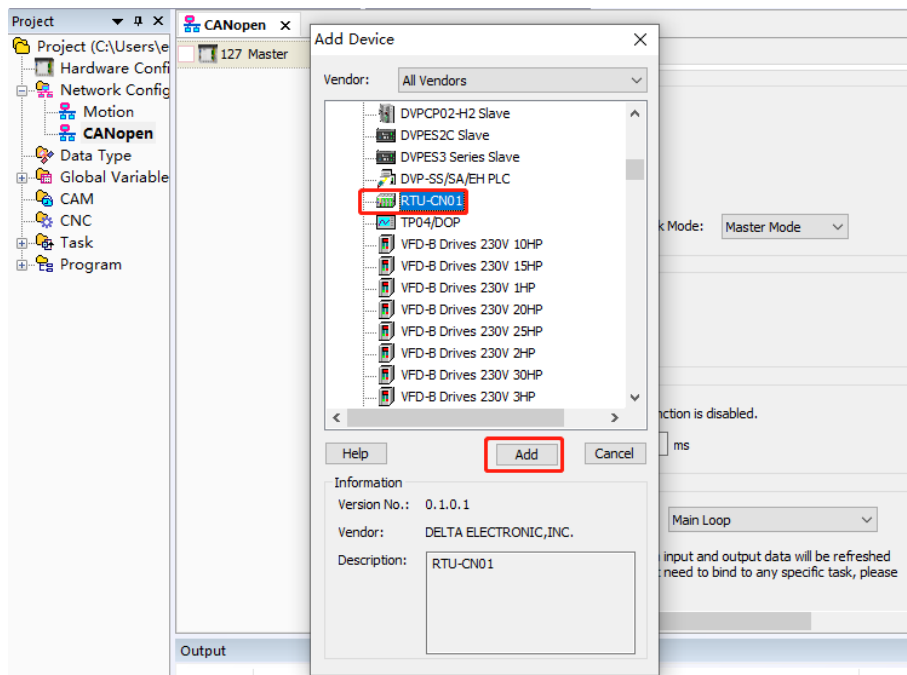 Project
CANopen
Project (C:\Users\e
Hardware Confi
Network Config
Motion
CANopen
Data Type
Global Variable
CAM
CNC
Task
Program
127 Master
Add Device
Vendor:
All Vendors
DVPCP02-H2 Slave
DVPES2C Slave
DVPES3 Series Slave
DVP-SS/SA/EH PLC
RTU-CN01
TP04/DOP
VFD-B Drives 230V 10HP
VFD-B Drives 230V 15HP
VFD-B Drives 230V 1HP
VFD-B Drives 230V 20HP
VFD-B Drives 230V 25HP
VFD-B Drives 230V 2HP
VFD-B Drives 230V 30HP
VFD-B Drives 230V 3HP
Help
Add
Cancel
Information
Version No.: 0.1.0.1
Vendor: DELTA ELECTRONIC,INC.
Description: RTU-CN01
k Mode: Master Mode
nction is disabled.
ms
Main Loop
input and output data will be refreshed
need to bind to any specific task, please
Output